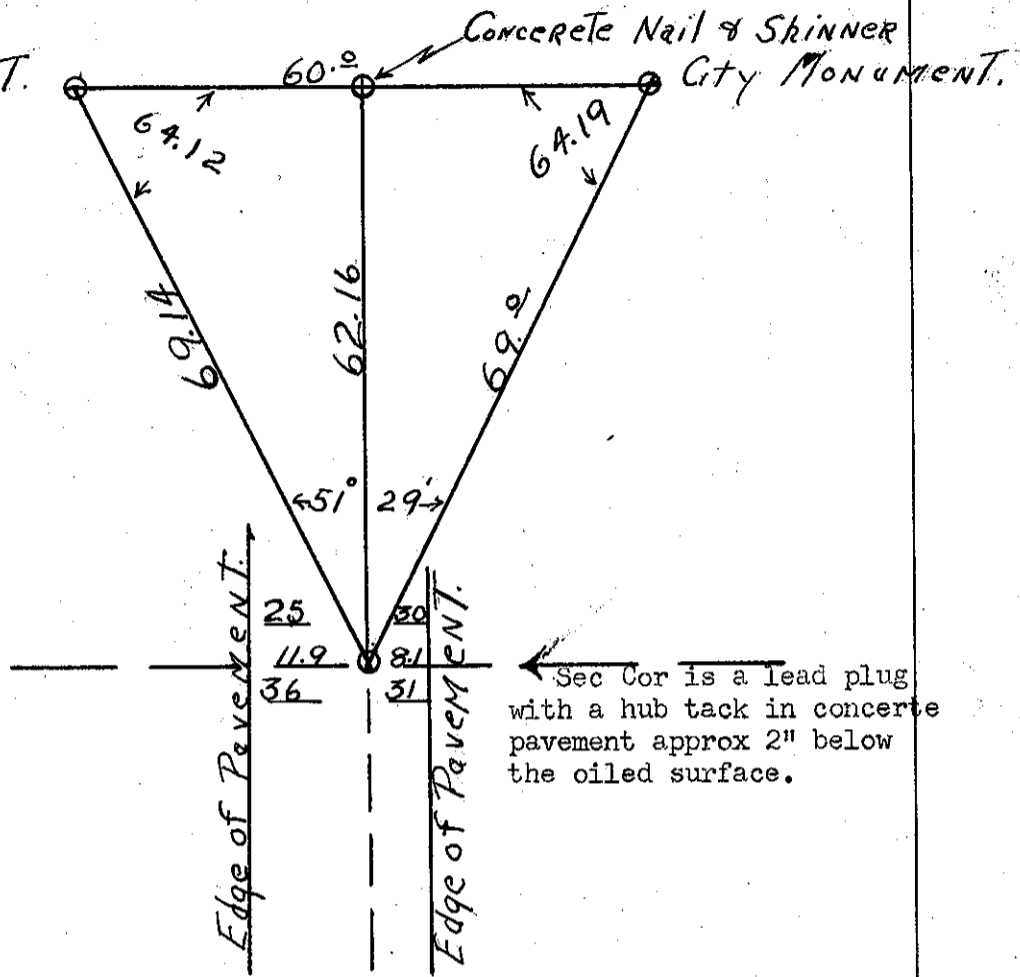 Concerete Nail & Shinner
T.
60.0
City Monument.
64.12
64.19
69.14
62.16
69.0
51°
29'
Edge of Pavement.
25
30
11.9
8.1
36
31
Edge of Pavement.
Sec Cor is a lead plug
with a hub tack in concerte
pavement approx 2" below
the oiled surface.